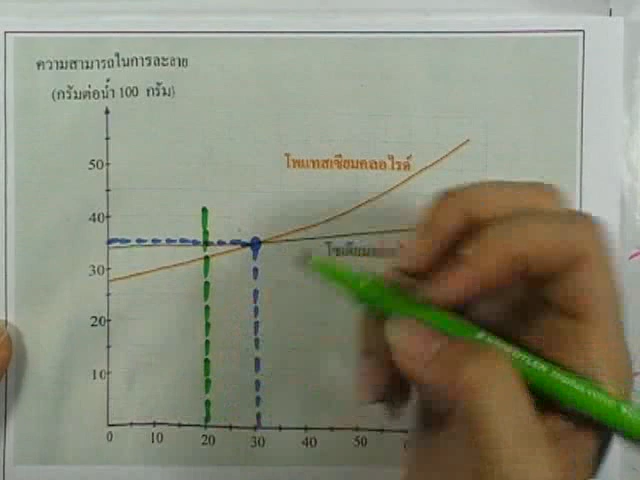 ความสามารถในการละลาย
(กรัมต่อน้ำ 100 กรัม)
โพแทสเซียมคลอไรด์
50
40
30
20
10
0 10 20 30 40 50